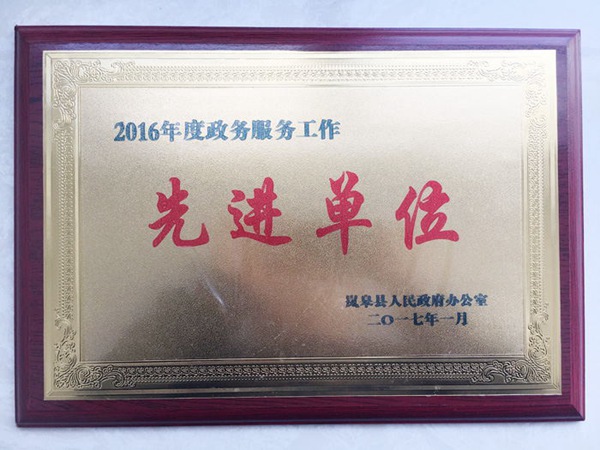 2016年度政务服务工作
先进单位
岚皋县人民政府办公室
二〇一七年一月